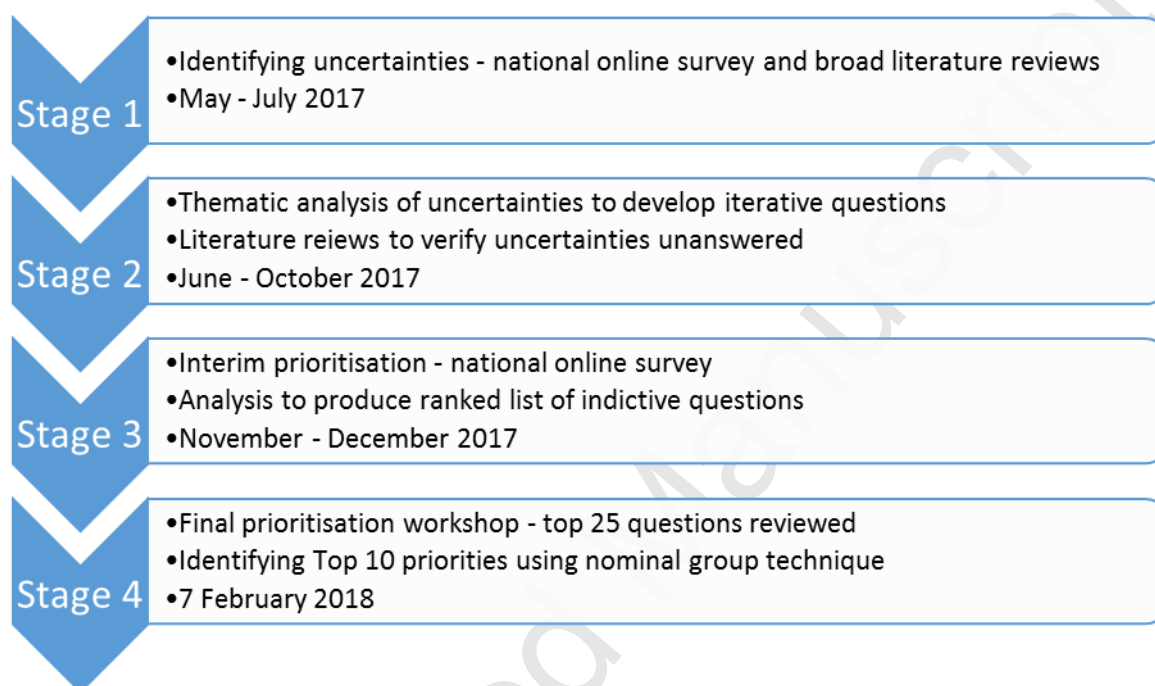 Stage 1
•Identifying uncertainties - national online survey and broad literature reviews
•May - July 2017
Stage 2
•Thematic analysis of uncertainties to develop iterative questions
•Literature reiews to verify uncertainties unanswered
•June - October 2017
Stage 3
•Interim prioritisation - national online survey
•Analysis to produce ranked list of indictive questions
•November - December 2017
Stage 4
•Final prioritisation workshop - top 25 questions reviewed
•Identifying Top 10 priorities using nominal group technique
•7 February 2018
Manuscript